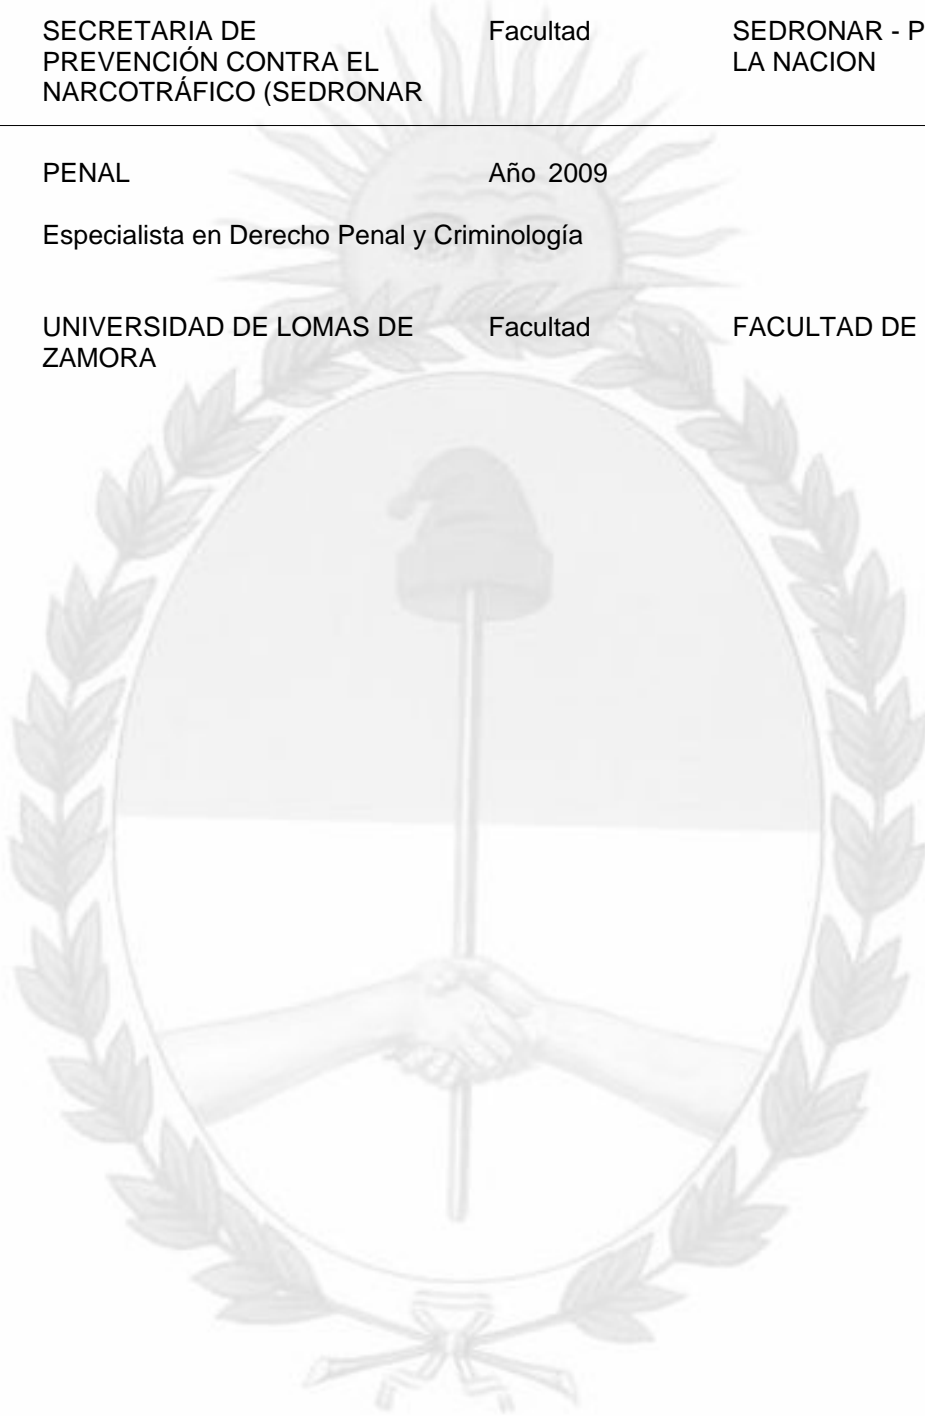 SECRETARIA DE Facultad SEDRONAR - P
PREVENCIÓN CONTRA EL LA NACION
NARCOTRÁFICO (SEDRONAR
PENAL Año 2009
Especialista en Derecho Penal y Criminología
UNIVERSIDAD DE LOMAS DE Facultad FACULTAD DE
ZAMORA